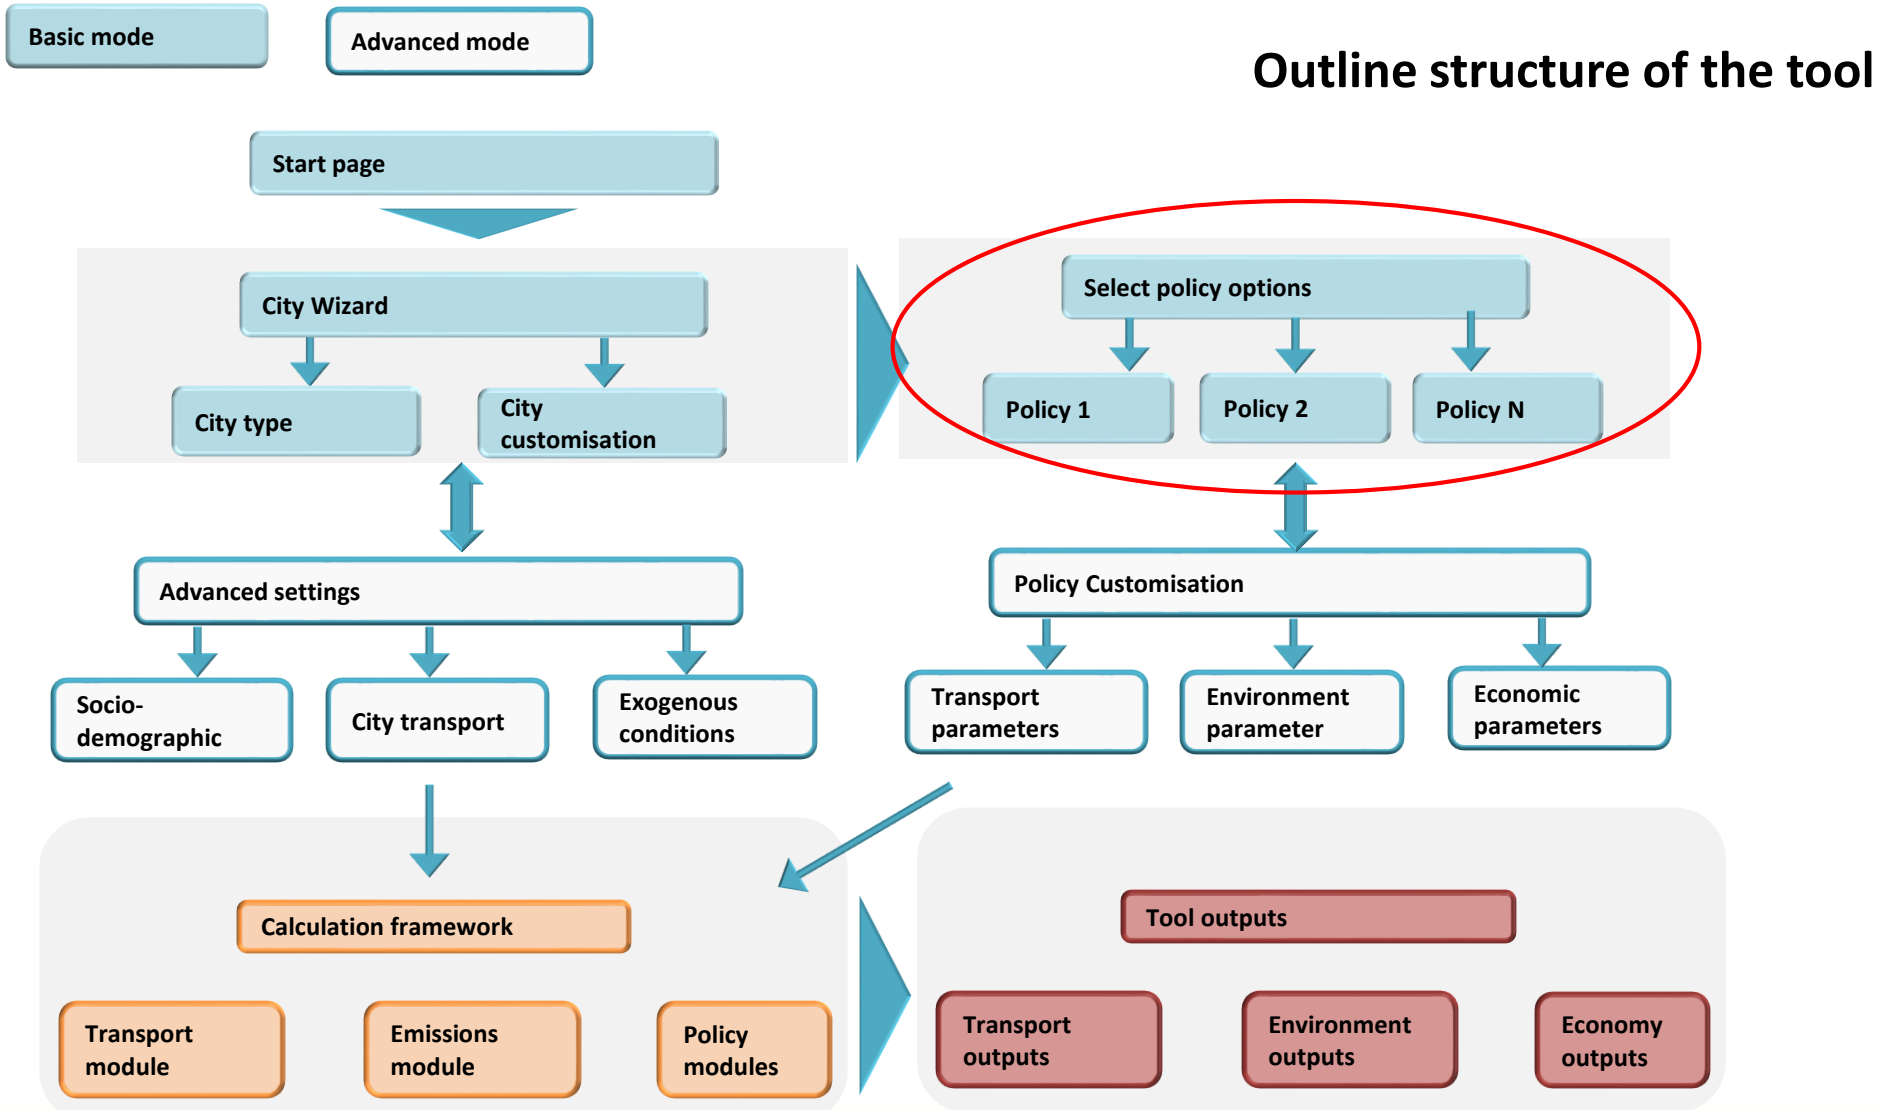 Basic mode
Advanced mode
Outline structure of the tool
Start page
City Wizard
City type
City
customisation
Select policy options
Policy 1
Policy 2
Policy N
Advanced settings
Socio-
demographic
City transport
Exogenous
conditions
Policy Customisation
Transport
parameters
Environment
parameter
Economic
parameters
Calculation framework
Transport
module
Emissions
module
Policy
modules
Tool outputs
Transport
outputs
Environment
outputs
Economy
outputs